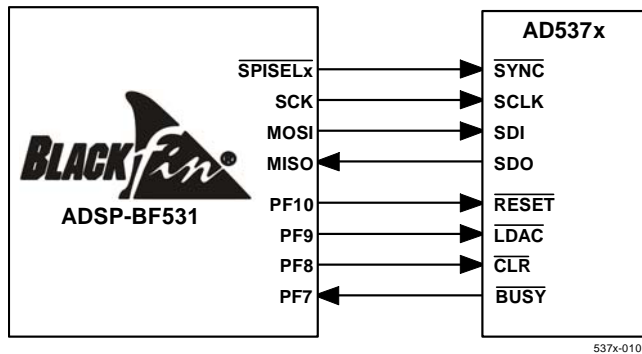 AD537x
SPISELx SYNC
SCK SCLK
MOSI SDI
MISO SDO
BLACKfin®
ADSP-BF531
PF10 RESET
PF9 LDAC
PF8 CLR
PF7 BUSY
537x-010